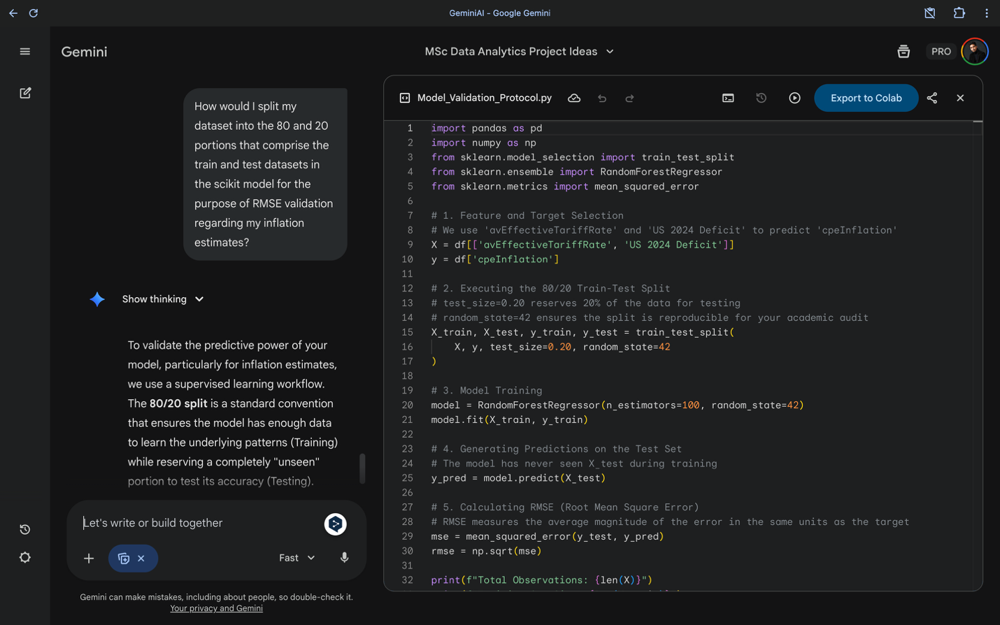 GeminiAI - Google Gemini
Gemini
MSc Data Analytics Project Ideas
PRO
How would I split my
dataset into the 80 and 20
portions that comprise the
train and test datasets in
the scikit model for the
purpose of RMSE validation
regarding my inflation
estimates?
Show thinking
To validate the predictive power of your
model, particularly for inflation estimates,
we use a supervised learning workflow.
The 80/20 split is a standard convention
that ensures the model has enough data
to learn the underlying patterns (Training)
while reserving a completely "unseen"
portion to test its accuracy (Testing).
Let's write or build together
Fast
Gemini can make mistakes, including about people, so double-check it.
Your privacy and Gemini
Model_Validation_Protocol.py
Export to Colab
1 import pandas as pd
2 import numpy as np
3 from sklearn.model_selection import train_test_split
4 from sklearn.ensemble import RandomForestRegressor
5 from sklearn.metrics import mean_squared_error
6
7 # 1. Feature and Target Selection
8 # We use 'avEffectiveTariffRate' and 'US 2024 Deficit' to predict 'cpeInflation'
9 X = df[['avEffectiveTariffRate', 'US 2024 Deficit']]
10 y = df['cpeInflation']
11
12 # 2. Executing the 80/20 Train-Test Split
13 # test_size=0.20 reserves 20% of the data for testing
14 # random_state=42 ensures the split is reproducible for your academic audit
15 X_train, X_test, y_train, y_test = train_test_split(
16     X, y, test_size=0.20, random_state=42
17 )
18
19 # 3. Model Training
20 model = RandomForestRegressor(n_estimators=100, random_state=42)
21 model.fit(X_train, y_train)
22
23 # 4. Generating Predictions on the Test Set
24 # The model has never seen X_test during training
25 y_pred = model.predict(X_test)
26
27 # 5. Calculating RMSE (Root Mean Square Error)
28 # RMSE measures the average magnitude of the error in the same units as the target
29 mse = mean_squared_error(y_test, y_pred)
30 rmse = np.sqrt(mse)
31
32 print(f"Total Observations: {len(X)}")